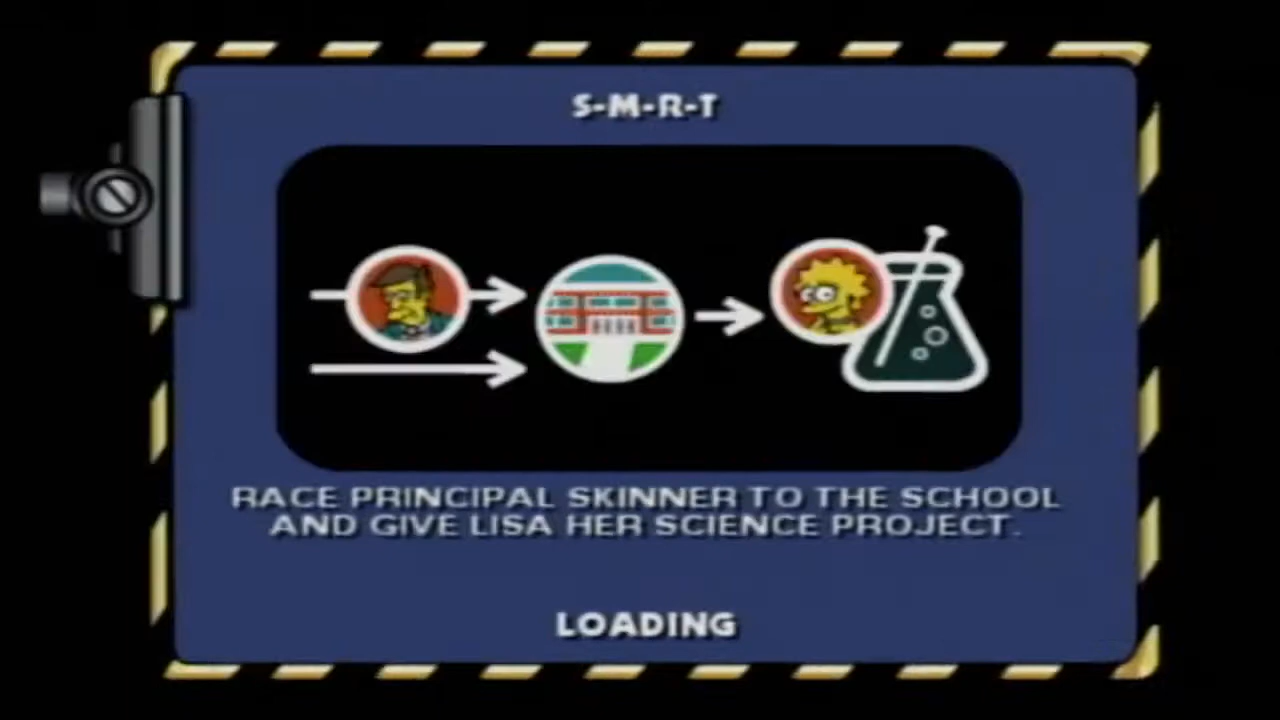 S-M-R-T
RACE PRINCIPAL SKINNER TO THE SCHOOL
AND GIVE LISA HER SCIENCE PROJECT.
LOADING